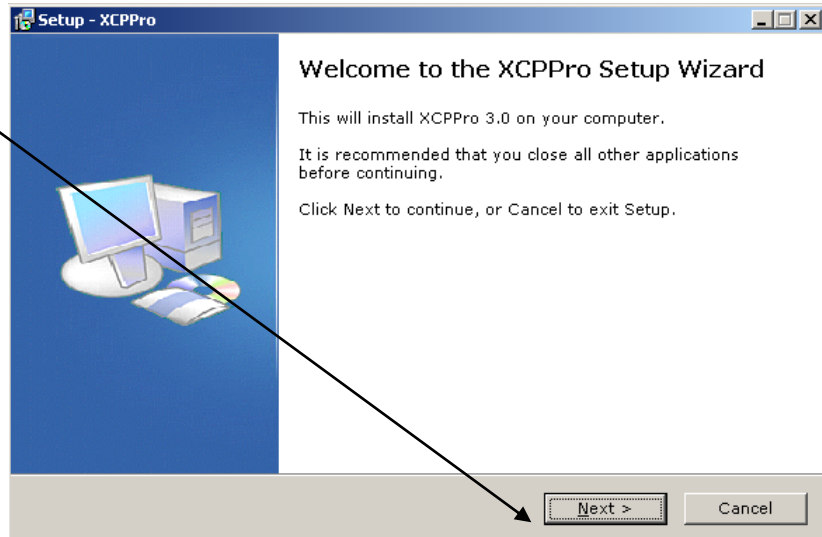 Setup - XCPPro
Welcome to the XCPPro Setup Wizard
This will install XCPPro 3.0 on your computer.
It is recommended that you close all other applications
before continuing.
Click Next to continue, or Cancel to exit Setup.
Next >
Cancel